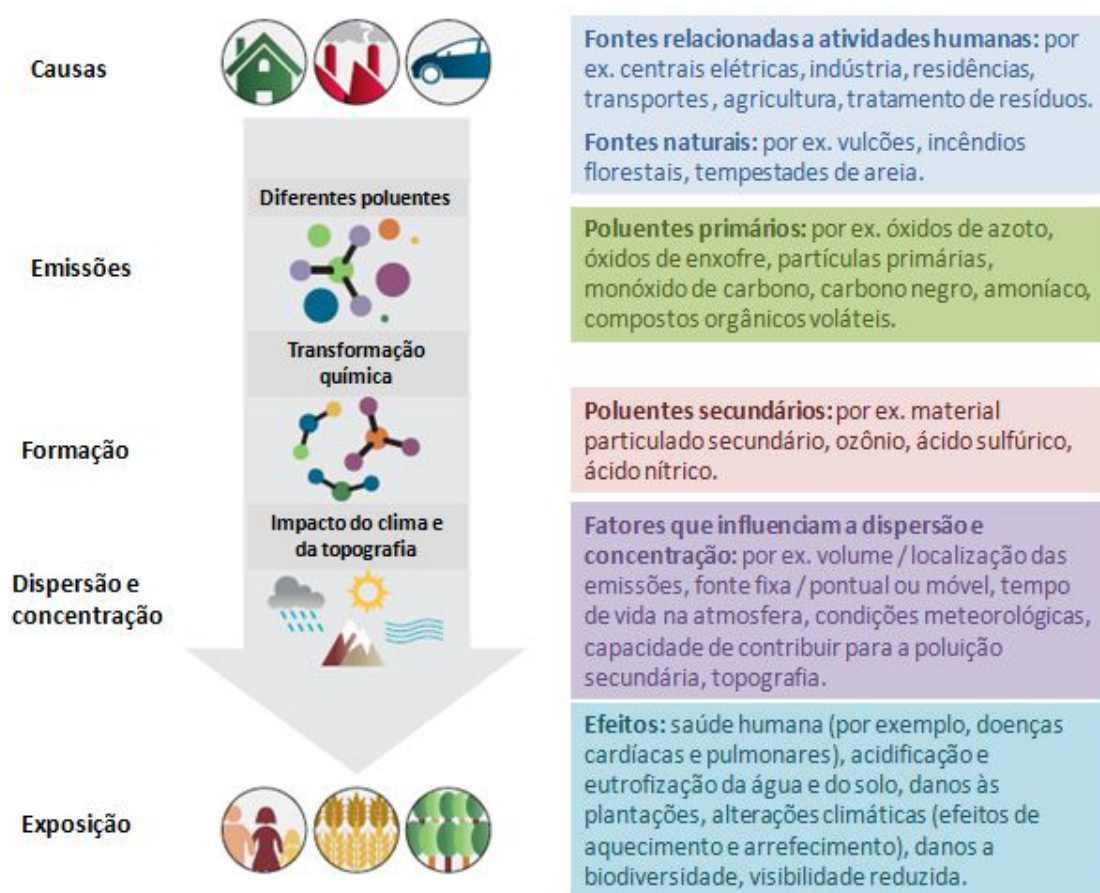 Causas
Fontes relacionadas a atividades humanas: por
ex. centrais elétricas, indústria, residências,
transportes, agricultura, tratamento de resíduos.
Fontes naturais: por ex. vulcões, incêndios
florestais, tempestades de areia.
Diferentes poluentes
Emissões
Poluentes primários: por ex. óxidos de azoto,
óxidos de enxofre, partículas primárias,
monóxido de carbono, carbono negro, amoníaco,
compostos orgânicos voláteis.
Transformação
química
Formação
Poluentes secundários: por ex. material
particulado secundário, ozônio, ácido sulfúrico,
ácido nítrico.
Impacto do clima e
da topografia
Dispersão e
concentração
Fatores que influenciam a dispersão e
concentração: por ex. volume / localização das
emissões, fonte fixa / pontual ou móvel, tempo
de vida na atmosfera, condições meteorológicas,
capacidade de contribuir para a poluição
secundária, topografia.
Exposição
Efeitos: saúde humana (por exemplo, doenças
cardíacas e pulmonares), acidificação e
eutrofização da água e do solo, danos às
plantações, alterações climáticas (efeitos de
aquecimento e arrefecimento), danos a
biodiversidade, visibilidade reduzida.